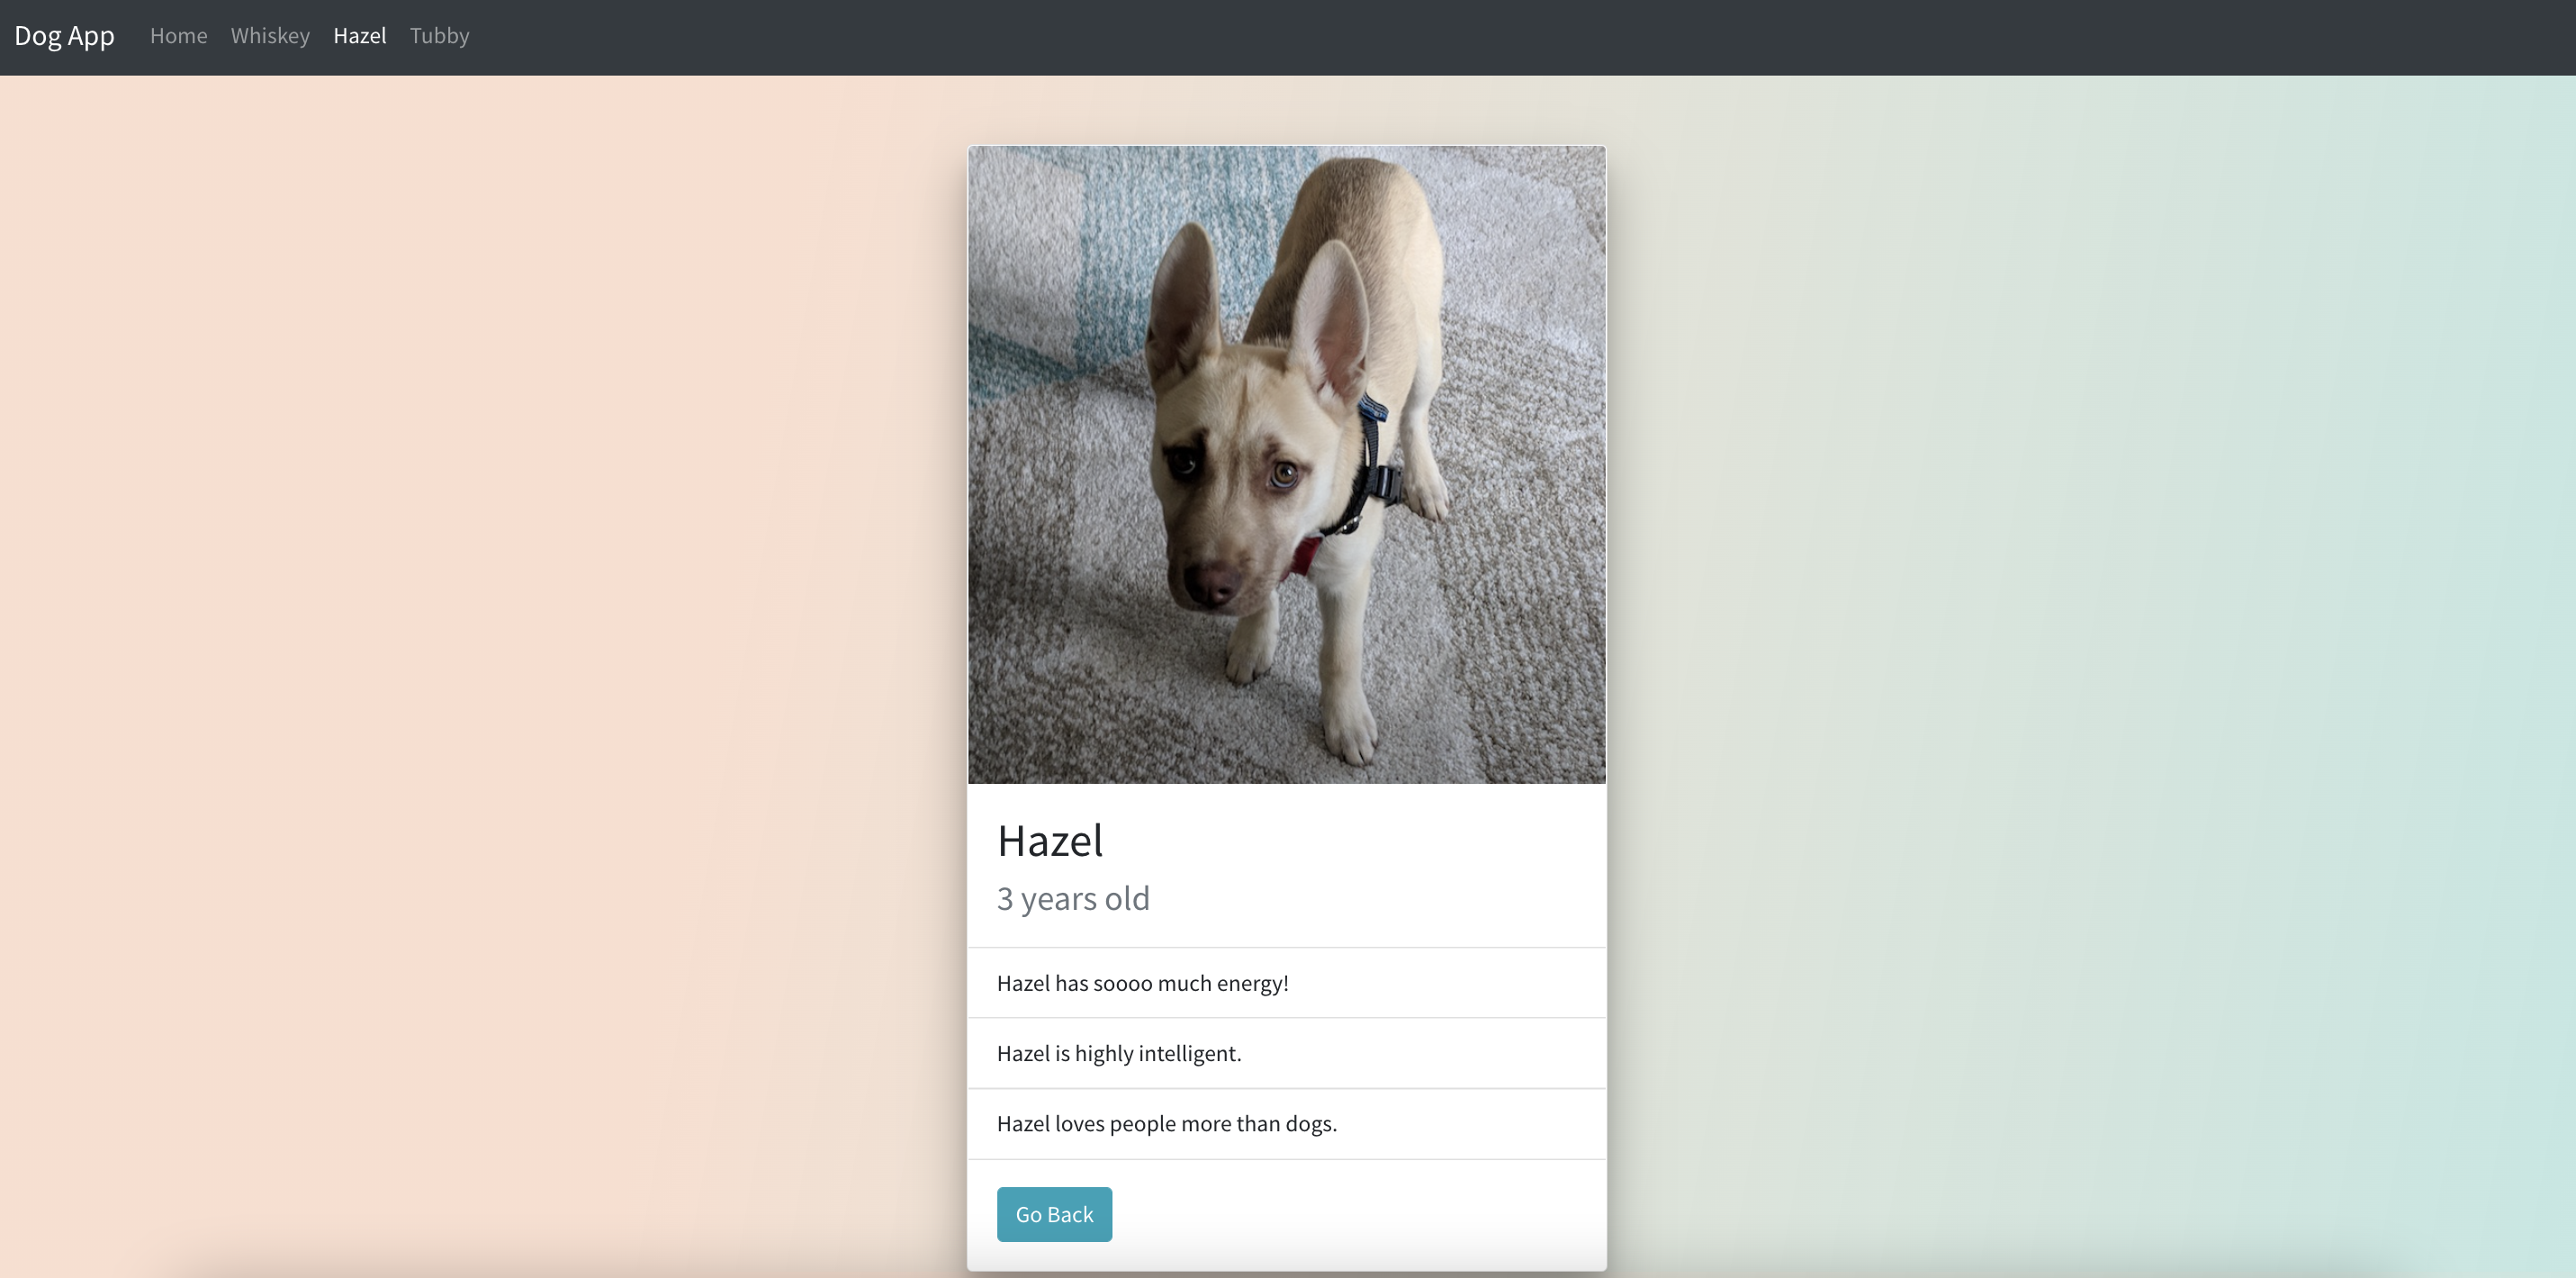 Dog App Home Whiskey Hazel Tubby
Hazel
3 years old
Hazel has soooo much energy!
Hazel is highly intelligent.
Hazel loves people more than dogs.
Go Back